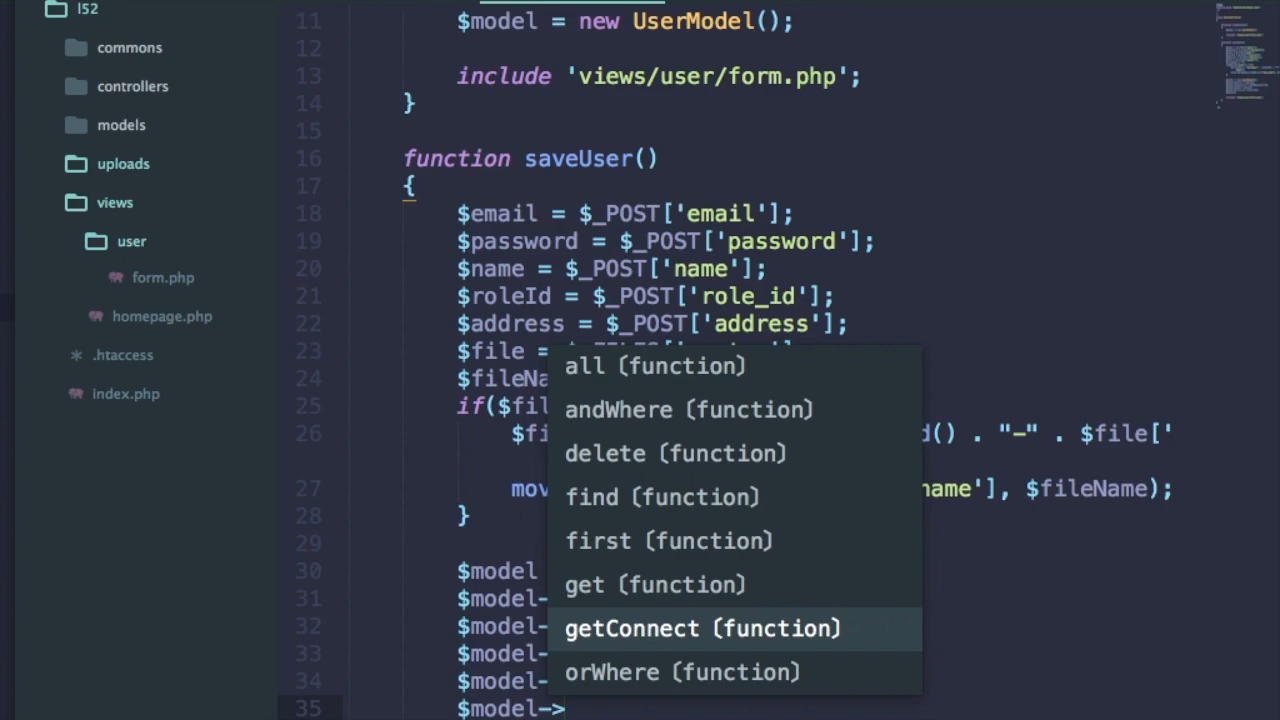 l52
commons
controllers
models
uploads
views
user
form.php
homepage.php
.htaccess
index.php
11 $model = new UserModel();
12
13 include 'views/user/form.php';
14 }
15
16 function saveUser()
17 {
18 $email = $_POST['email'];
19 $password = $_POST['password'];
20 $name = $_POST['name'];
21 $roleId = $_POST['role_id'];
22 $address = $_POST['address'];
23 $file =
24 $fileNa
25 if($fil
26 $fi d() . "-" . $file['
27 mov name'], $fileName);
28 }
29
30 $model
31 $model-
32 $model-
33 $model-
34 $model-
35 $model->
all (function)
andWhere (function)
delete (function)
find (function)
first (function)
get (function)
getConnect (function)
orWhere (function)